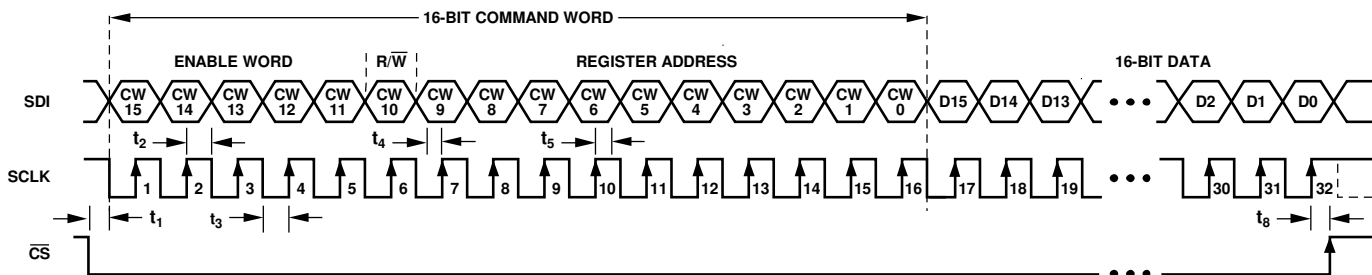 16-BIT COMMAND WORD
ENABLE WORD R/W̅ REGISTER ADDRESS 16-BIT DATA
SDI CW 15 CW 14 CW 13 CW 12 CW 11 CW 10 CW 9 CW 8 CW 7 CW 6 CW 5 CW 4 CW 3 CW 2 CW 1 CW 0 D15 D14 D13 ••• D2 D1 D0
t2 t4 t5
SCLK 1 2 3 4 5 6 7 8 9 10 11 12 13 14 15 16 17 18 19 ••• 30 31 32
t1 t3 t8
C̅S̅ •••